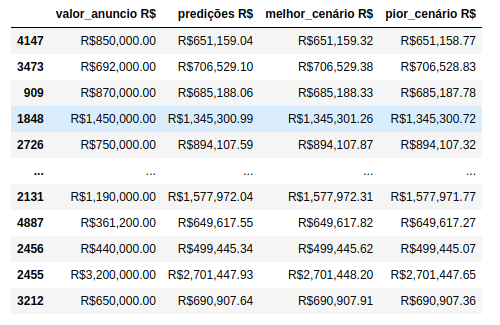 valor_anuncio R$ predições R$ melhor_cenário R$ pior_cenário R$
4147 R$850,000.00 R$651,159.04 R$651,159.32 R$651,158.77
3473 R$692,000.00 R$706,529.10 R$706,529.38 R$706,528.83
909 R$870,000.00 R$685,188.06 R$685,188.33 R$685,187.78
1848 R$1,450,000.00 R$1,345,300.99 R$1,345,301.26 R$1,345,300.72
2726 R$750,000.00 R$894,107.59 R$894,107.87 R$894,107.32
... ... ... ... ...
2131 R$1,190,000.00 R$1,577,972.04 R$1,577,972.31 R$1,577,971.77
4887 R$361,200.00 R$649,617.55 R$649,617.82 R$649,617.27
2456 R$440,000.00 R$499,445.34 R$499,445.62 R$499,445.07
2455 R$3,200,000.00 R$2,701,447.93 R$2,701,448.20 R$2,701,447.65
3212 R$650,000.00 R$690,907.64 R$690,907.91 R$690,907.36